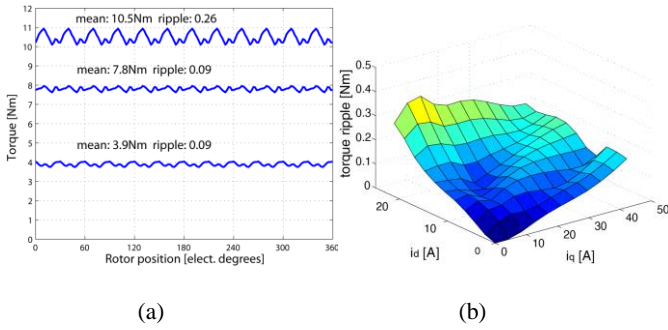 mean: 10.5Nm ripple: 0.26
mean: 7.8Nm ripple: 0.09
mean: 3.9Nm ripple: 0.09
Torque [Nm]
12
11
10
9
8
7
6
5
4
3
2
1
0
0 60 120 180 240 300 360
Rotor position [elect. degrees]
(a)
torque ripple [Nm]
0.5
0.4
0.3
0.2
0.1
0
20
10
0
id [A]
0 10 20 30 40 50
iq [A]
(b)